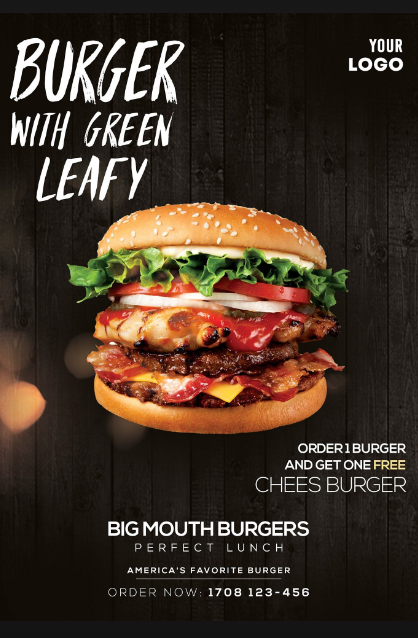 BURGER
WITH GREEN
LEAFY
YOUR
LOGO
ORDER 1 BURGER
AND GET ONE FREE
CHEES BURGER
BIG MOUTH BURGERS
PERFECT LUNCH
AMERICA'S FAVORITE BURGER
ORDER NOW: 1708 123-456